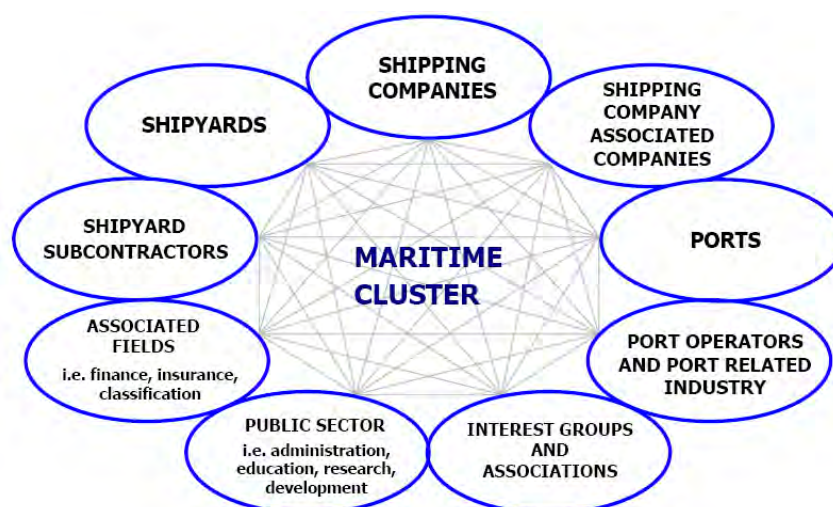 SHIPPING
COMPANIES
SHIPPING
COMPANY
ASSOCIATED
COMPANIES
SHIPYARDS
SHIPYARD
SUBCONTRACTORS
PORTS
MARITIME
CLUSTER
ASSOCIATED
FIELDS
i.e. finance, insurance,
classification
PORT OPERATORS
AND PORT RELATED
INDUSTRY
PUBLIC SECTOR
i.e. administration,
education, research,
development
INTEREST GROUPS
AND
ASSOCIATIONS